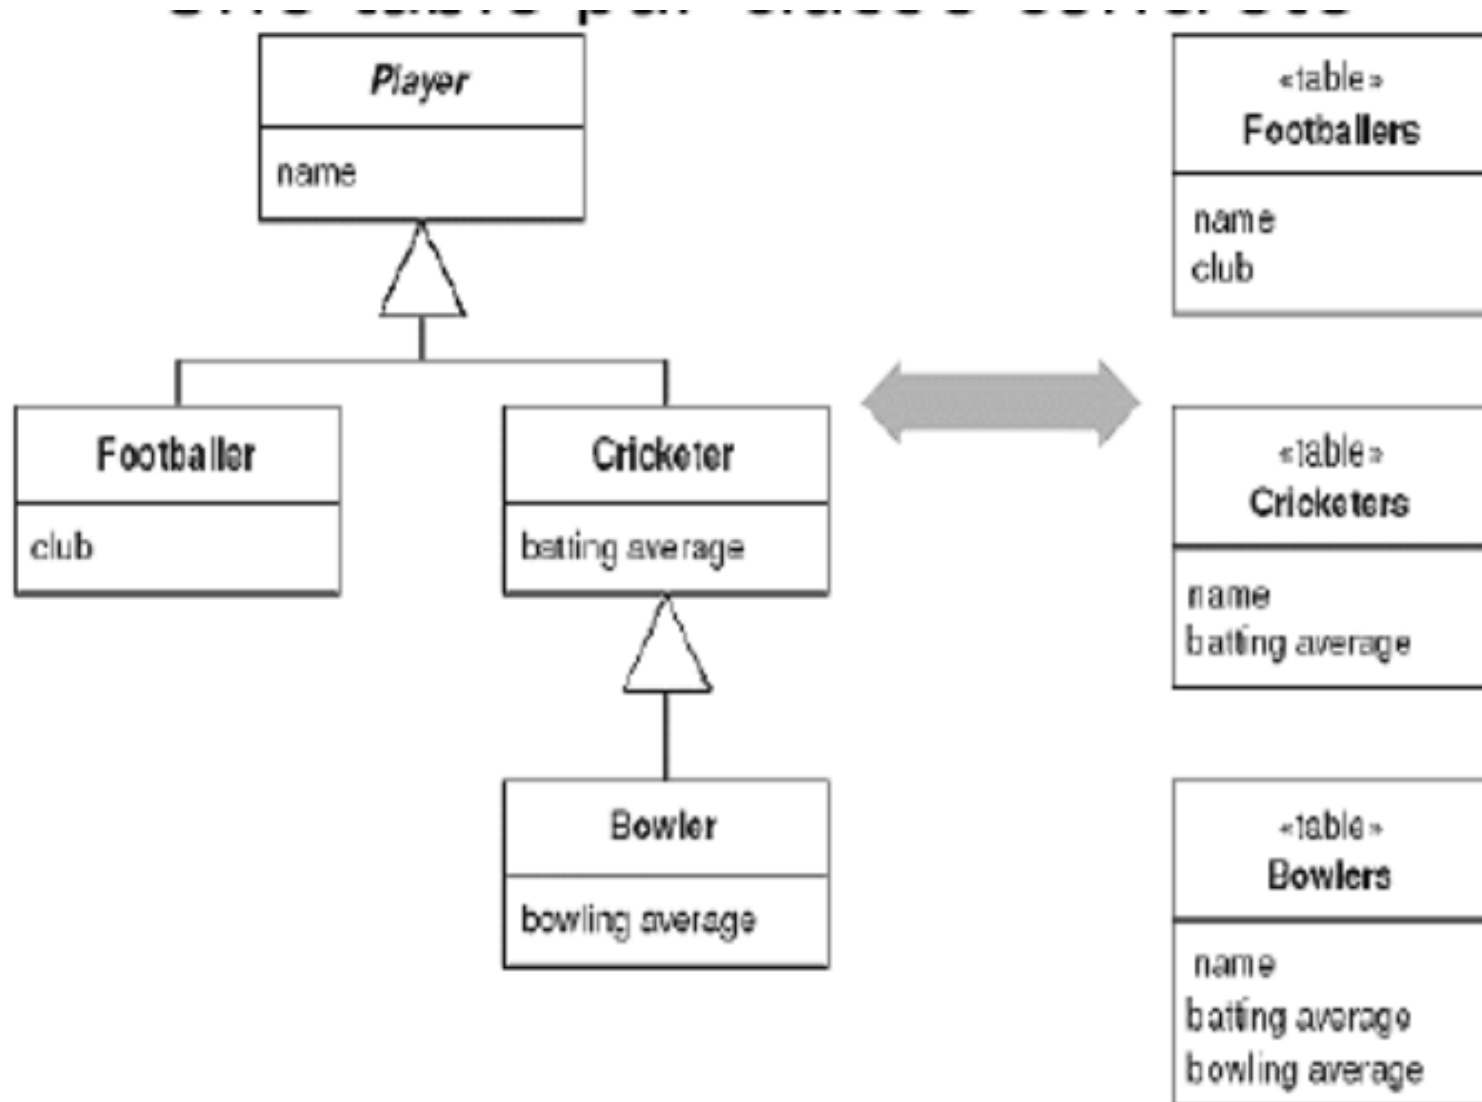 Player
name
Footballer
club
Cricketer
batting average
Bowler
bowling average
«table»
Footballers
name
club
«table»
Cricketers
name
batting average
«table»
Bowlers
name
batting average
bowling average